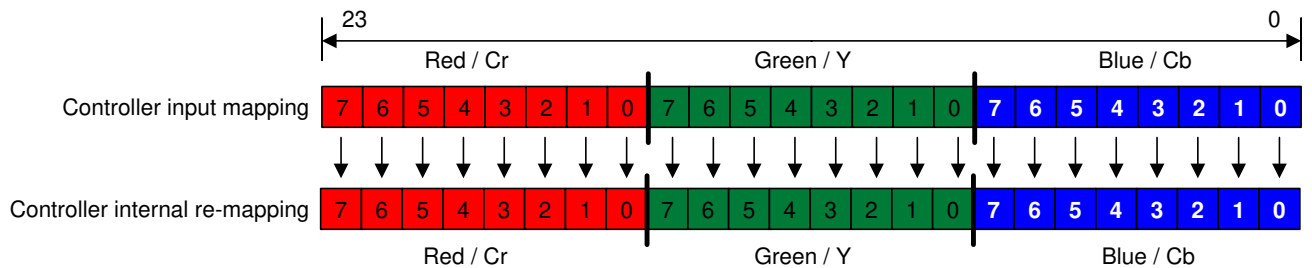 23 0
Red / Cr Green / Y Blue / Cb
Controller input mapping 7 6 5 4 3 2 1 0 7 6 5 4 3 2 1 0 7 6 5 4 3 2 1 0
Controller internal re-mapping 7 6 5 4 3 2 1 0 7 6 5 4 3 2 1 0 7 6 5 4 3 2 1 0
Red / Cr Green / Y Blue / Cb